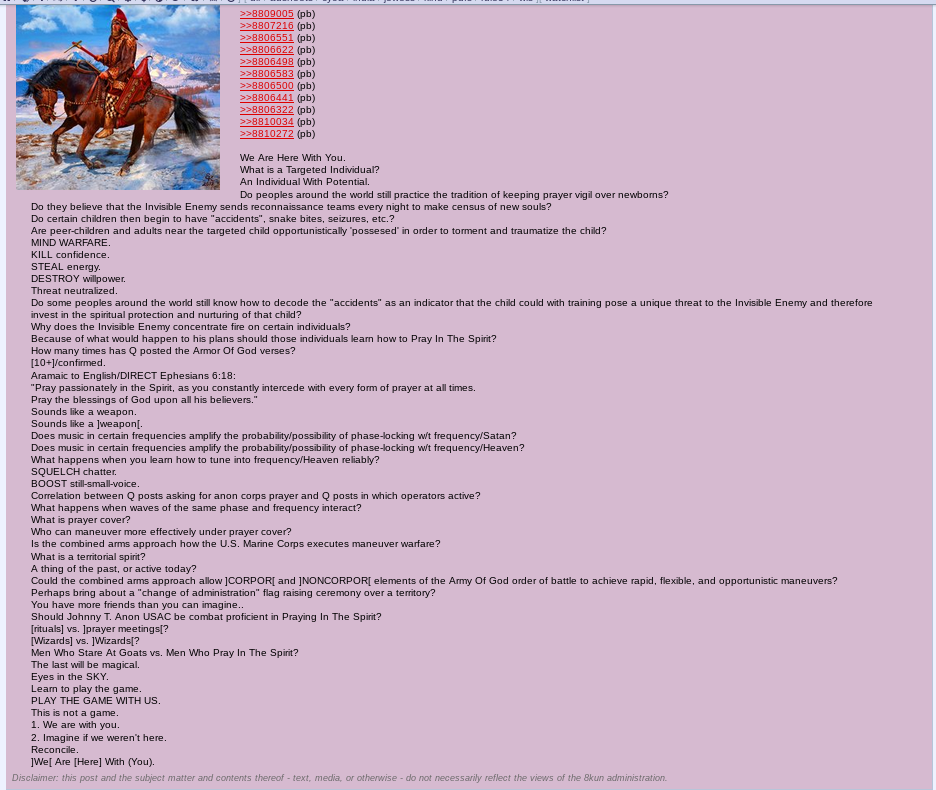 >>8809005 (pb)
>>8807216 (pb)
>>8806551 (pb)
>>8806622 (pb)
>>8806498 (pb)
>>8806583 (pb)
>>8806500 (pb)
>>8806441 (pb)
>>8806322 (pb)
>>8810034 (pb)
>>8810272 (pb)
We Are Here With You.
What is a Targeted Individual?
An Individual With Potential.
Do peoples around the world still practice the tradition of keeping prayer vigil over newborns?
Do they believe that the Invisible Enemy sends reconnaissance teams every night to make census of new souls?
Do certain children then begin to have "accidents", snake bites, seizures, etc.?
Are peer-children and adults near the targeted child opportunistically 'possesed' in order to torment and traumatize the child?
MIND WARFARE.
KILL confidence.
STEAL energy.
DESTROY willpower.
Threat neutralized.
Do some peoples around the world still know how to decode the "accidents" as an indicator that the child could with training pose a unique threat to the Invisible Enemy and therefore
invest in the spiritual protection and nurturing of that child?
Why does the Invisible Enemy concentrate fire on certain individuals?
Because of what would happen to his plans should those individuals learn how to Pray In The Spirit?
How many times has Q posted the Armor Of God verses?
[10+]/confirmed.
Aramaic to English/DIRECT Ephesians 6:18:
"Pray passionately in the Spirit, as you constantly intercede with every form of prayer at all times.
Pray the blessings of God upon all his believers."
Sounds like a weapon.
Sounds like a ]weapon[.
Does music in certain frequencies amplify the probability/possibility of phase-locking w/t frequency/Satan?
Does music in certain frequencies amplify the probability/possibility of phase-locking w/t frequency/Heaven?
What happens when you learn how to tune into frequency/Heaven reliably?
SQUELCH chatter.
BOOST still-small-voice.
Correlation between Q posts asking for anon corps prayer and Q posts in which operators active?
What happens when waves of the same phase and frequency interact?
What is prayer cover?
Who can maneuver more effectively under prayer cover?
Is the combined arms approach how the U.S. Marine Corps executes maneuver warfare?
What is a territorial spirit?
A thing of the past, or active today?
Could the combined arms approach allow ]CORPOR[ and ]NONCORPOR[ elements of the Army Of God order of battle to achieve rapid, flexible, and opportunistic maneuvers?
Perhaps bring about a "change of administration" flag raising ceremony over a territory?
You have more friends than you can imagine..
Should Johnny T. Anon USAC be combat proficient in Praying In The Spirit?
[rituals] vs. ]prayer meetings[?
[Wizards] vs. ]Wizards[?
Men Who Stare At Goats vs. Men Who Pray In The Spirit?
The last will be magical.
Eyes in the SKY.
Learn to play the game.
PLAY THE GAME WITH US.
This is not a game.
1. We are with you.
2. Imagine if we weren't here.
Reconcile.
]We[ Are [Here] With (You).
Disclaimer: this post and the subject matter and contents thereof - text, media, or otherwise - do not necessarily reflect the views of the 8kun administration.